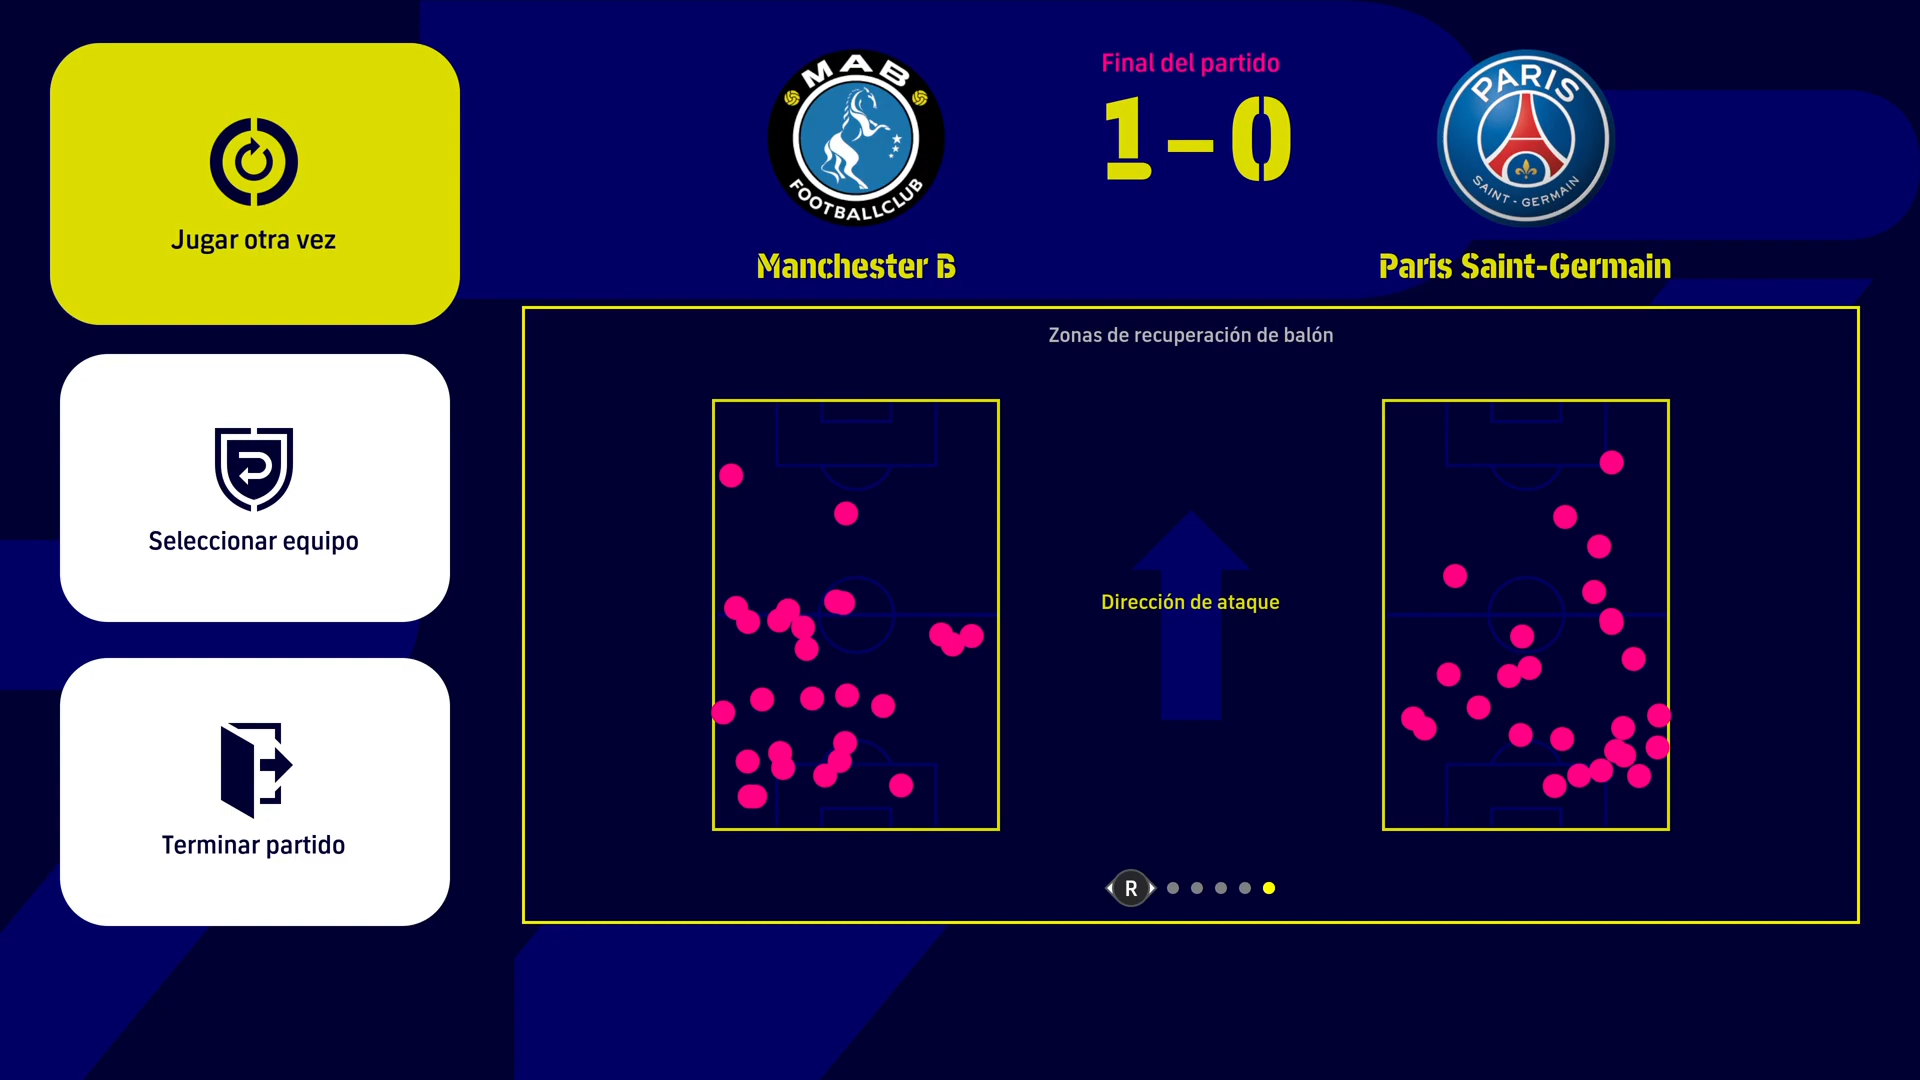 Jugar otra vez
Seleccionar equipo
Terminar partido
MAB
FOOTBALLCLUB
Manchester B
Final del partido
1-0
PARIS
SAINT-GERMAIN
Paris Saint-Germain
Zonas de recuperación de balón
Dirección de ataque
R